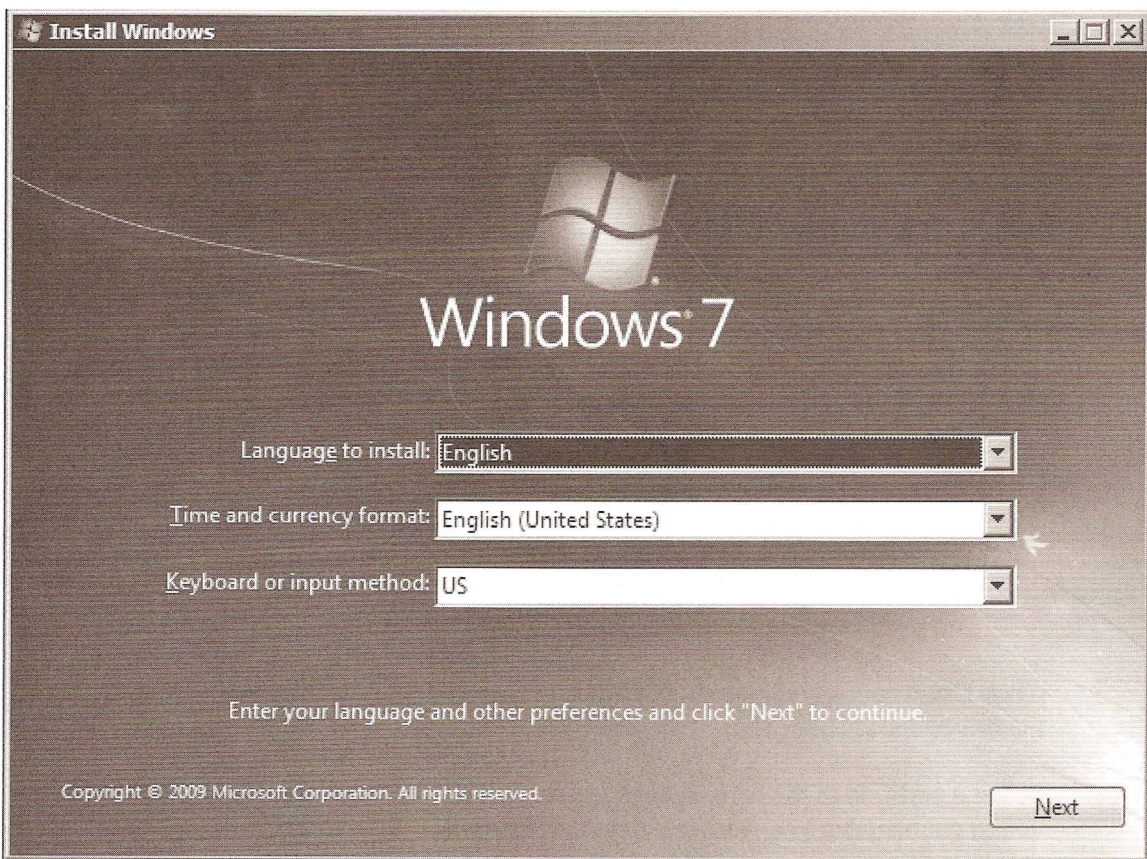 Install Windows
Windows® 7
Language to install: English
Time and currency format: English (United States)
Keyboard or input method: US
Enter your language and other preferences and click "Next" to continue.
Copyright © 2009 Microsoft Corporation. All rights reserved.
Next